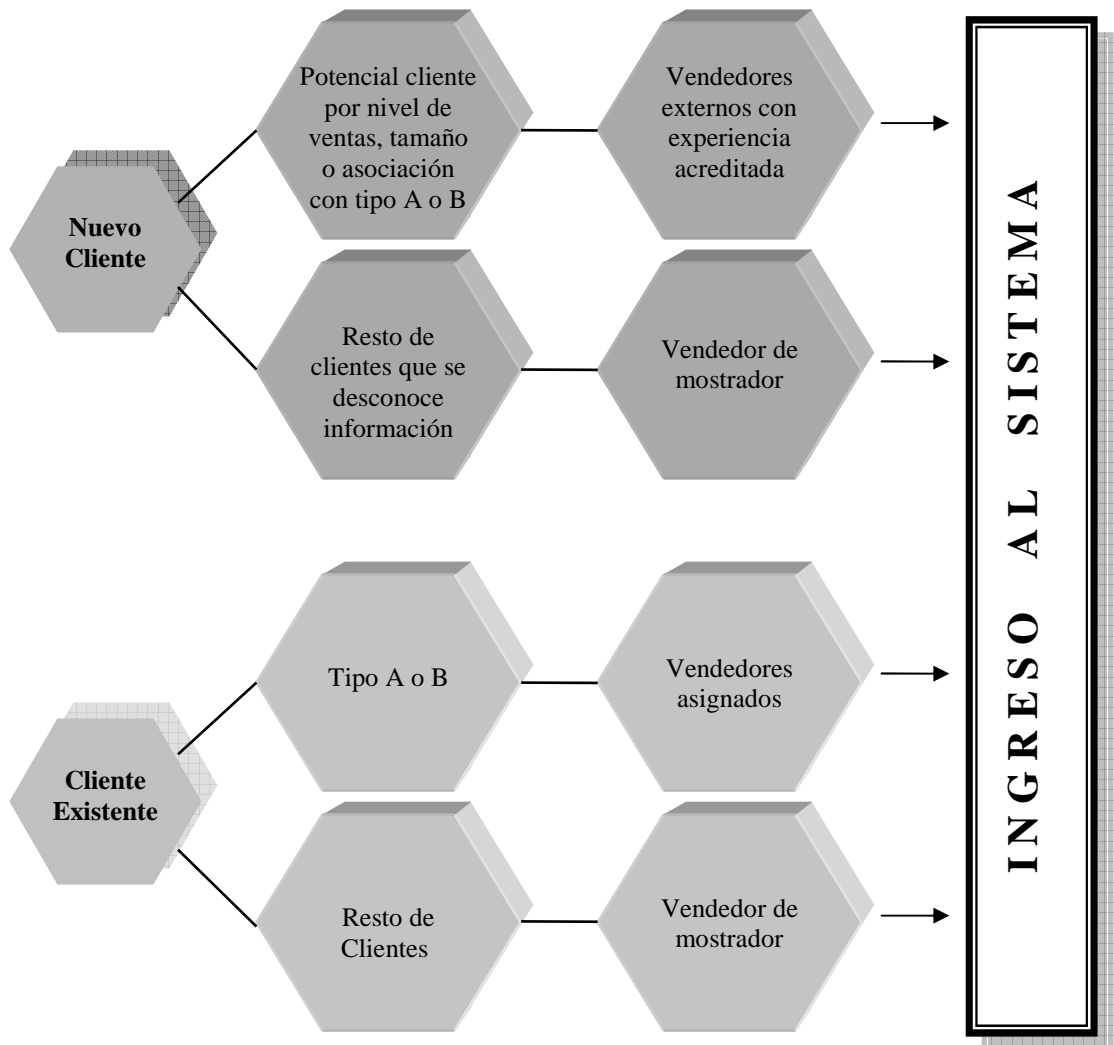 Potencial cliente
por nivel de
ventas, tamaño
o asociación
con tipo A o B
Vendedores
externos con
experiencia
acreditada
Nuevo
Cliente
Resto de
clientes que se
desconoce
información
Vendedor de
mostrador
Tipo A o B
Vendedores
asignados
Cliente
Existente
Resto de
Clientes
Vendedor de
mostrador
INGRESO AL SISTEMA